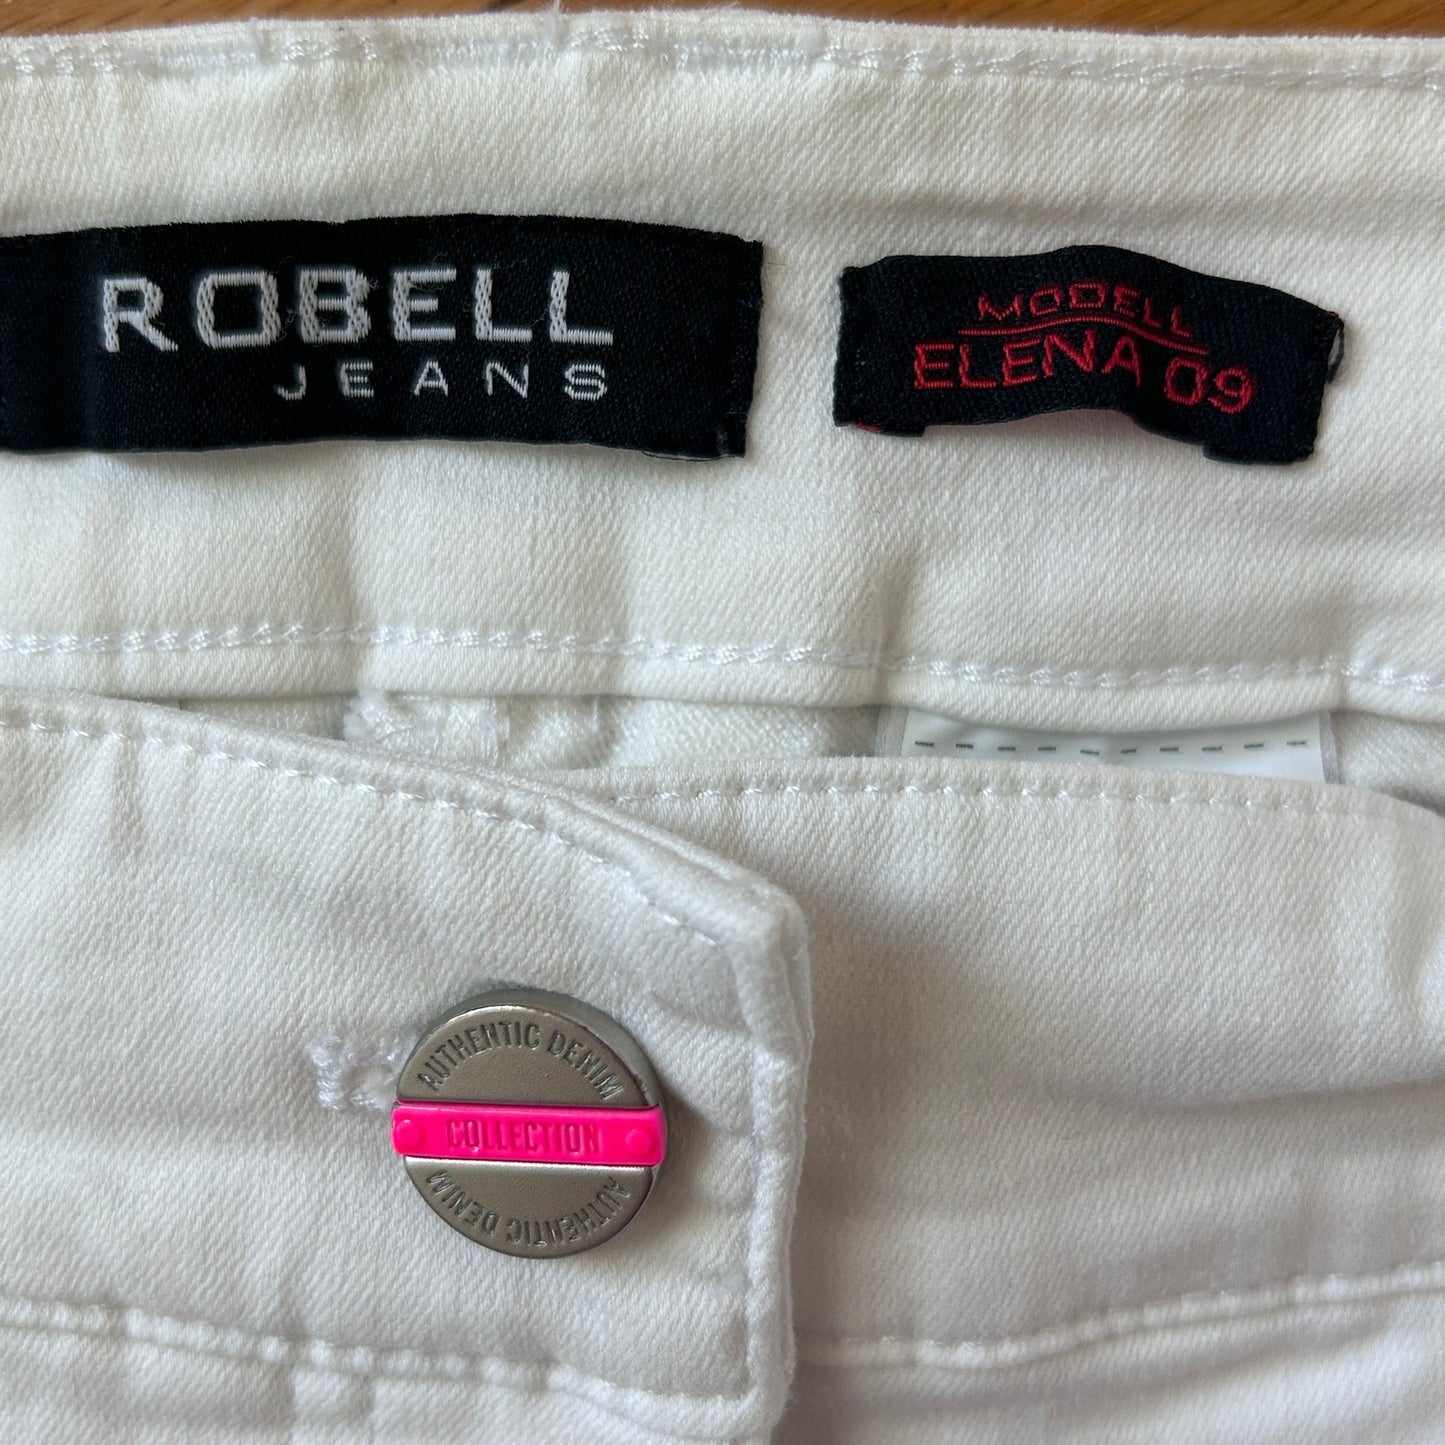 ROBELL
JEANS
MODELL
ELENA 09
AUTHENTIC DENIM
COLLECTION
AUTHENTIC DENIM